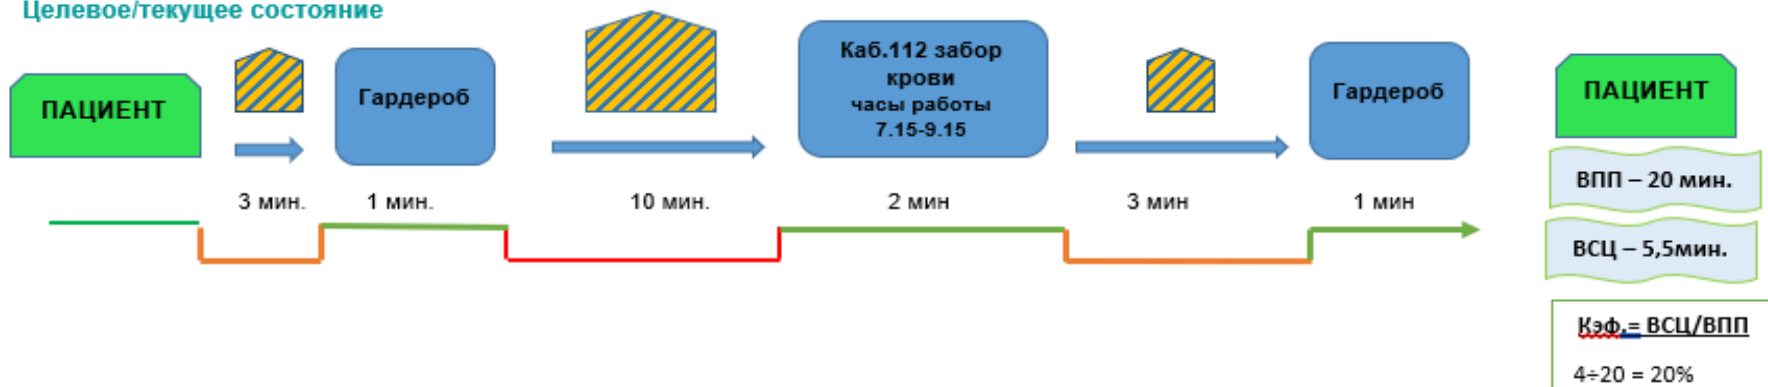 Целевое/текущее состояние
ПАЦИЕНТ
Гардероб
Каб.112 забор
крови
часы работы
7.15-9.15
Гардероб
ПАЦИЕНТ
3 мин.
1 мин.
10 мин.
2 мин
3 мин
1 мин
ВПП – 20 мин.
ВСЦ – 5,5мин.
Кэф.= ВСЦ/ВПП
4÷20 = 20%